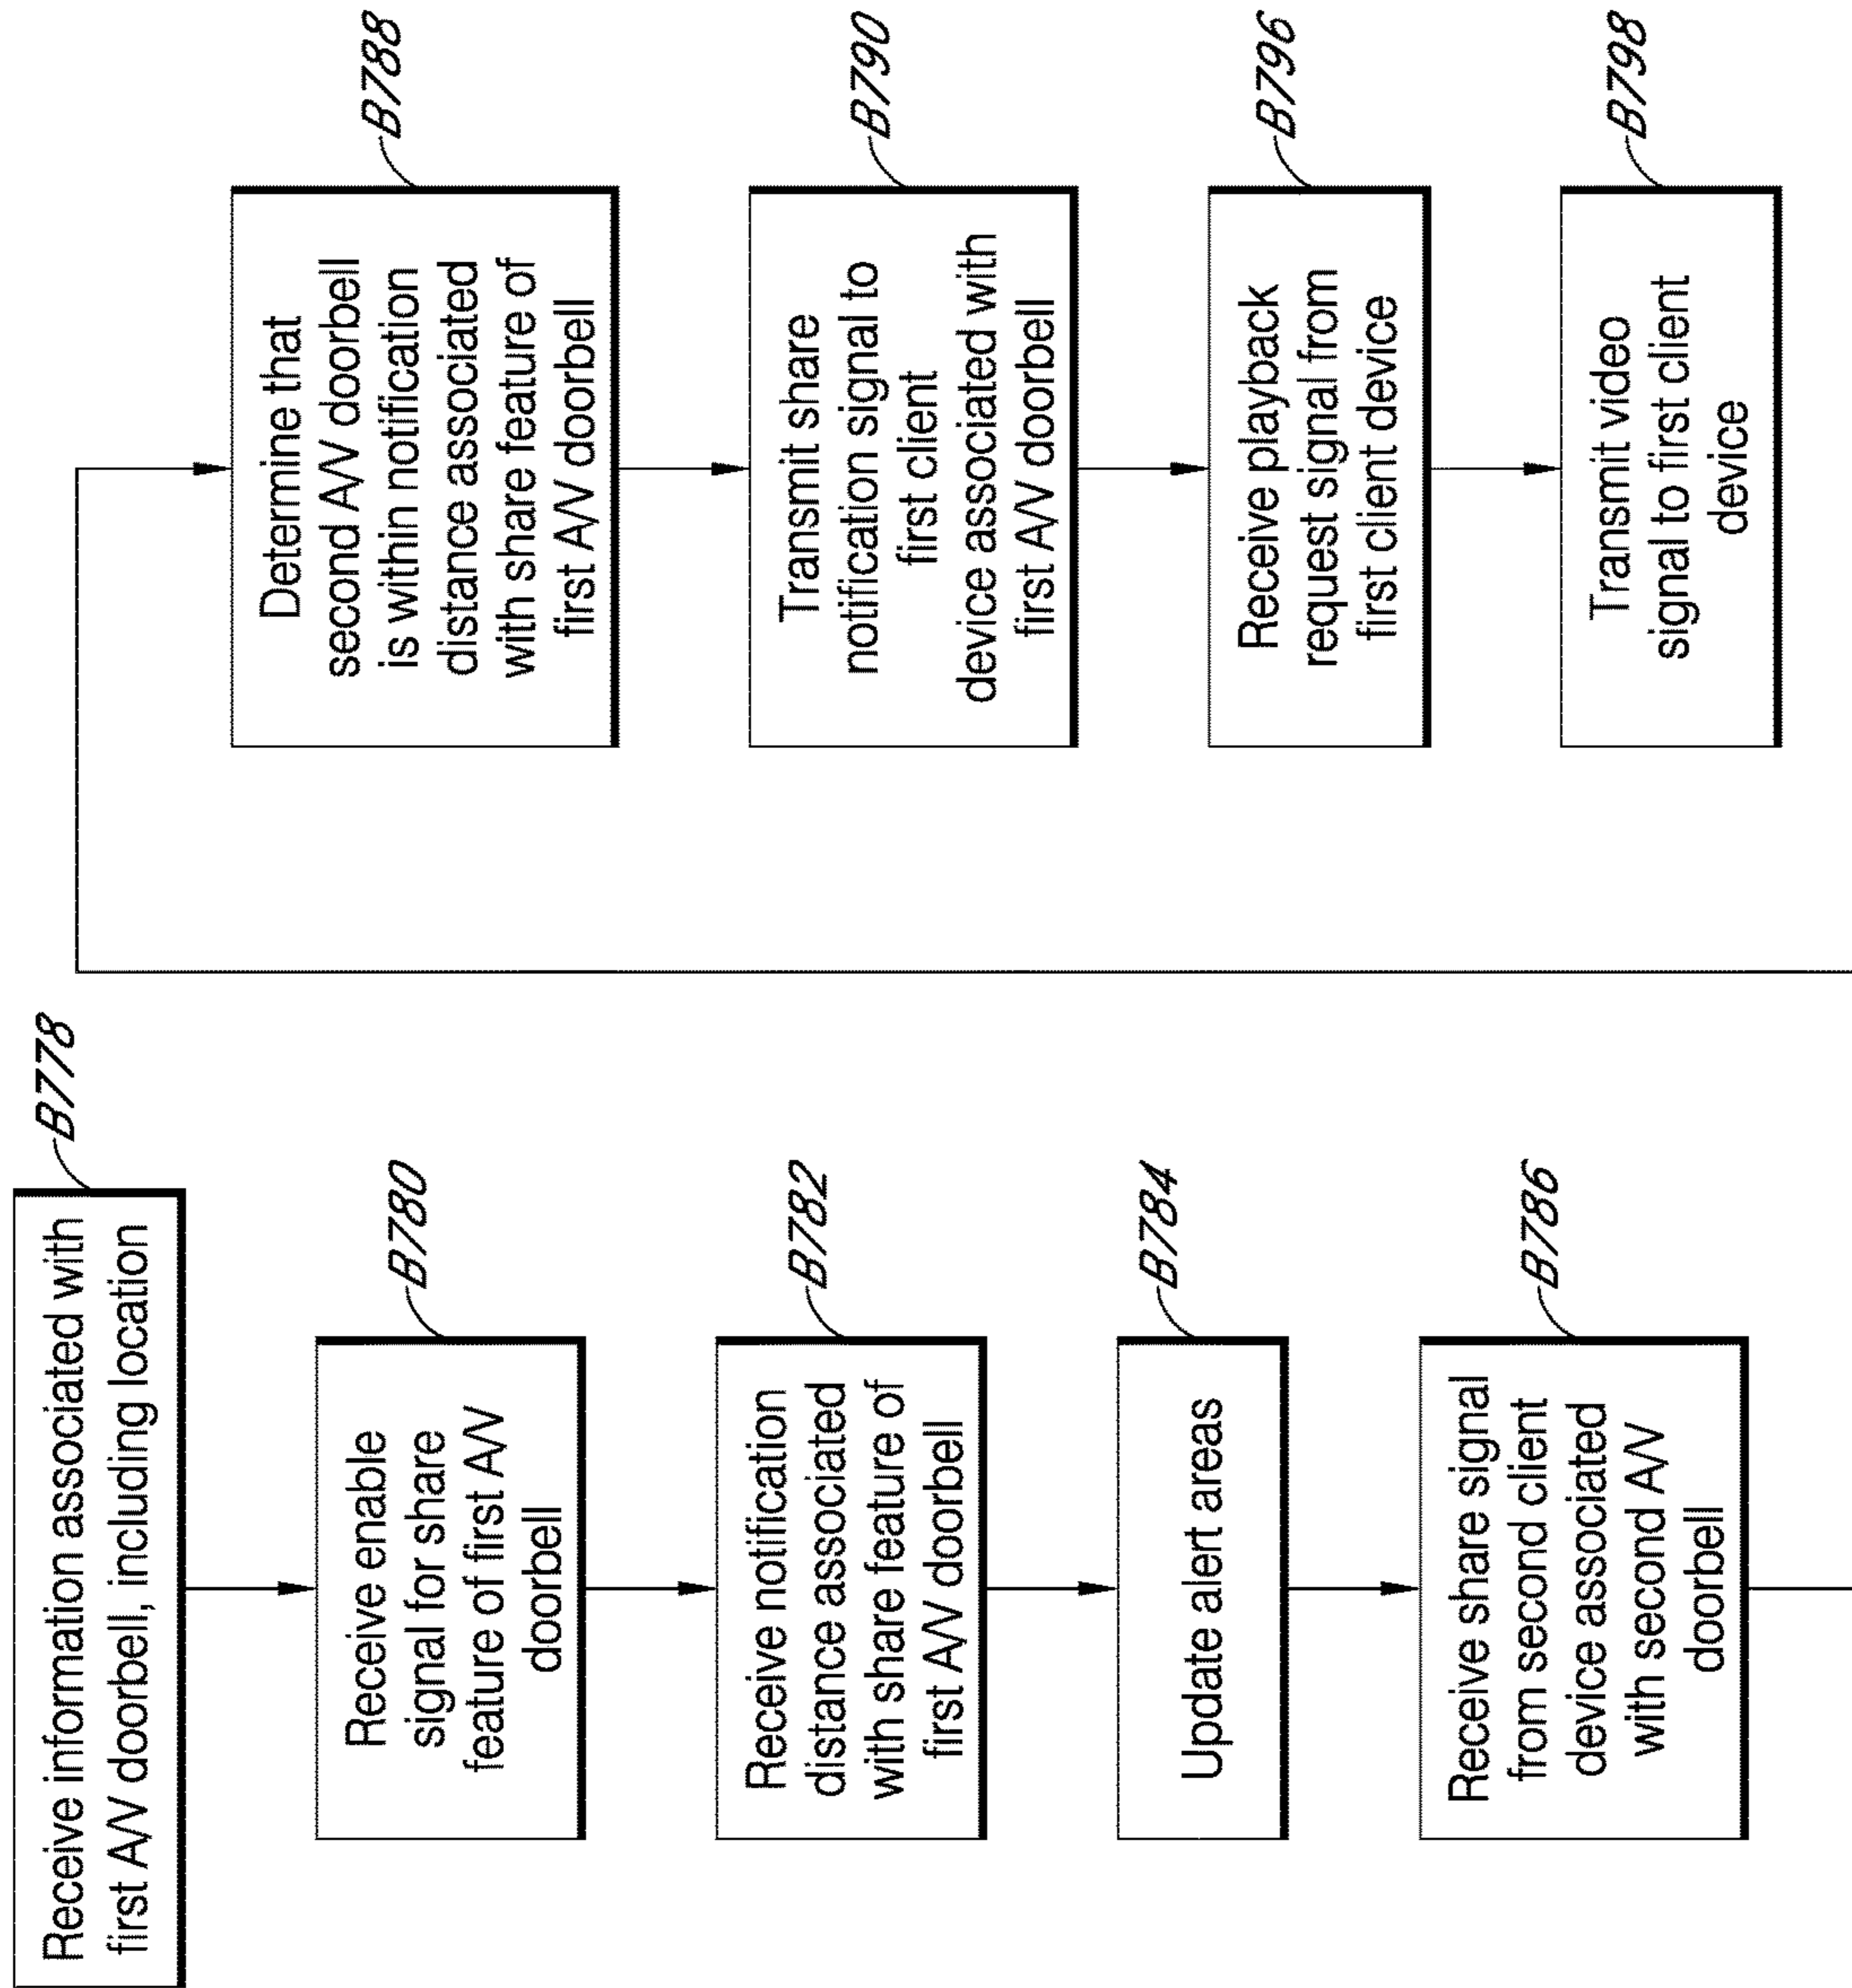 Receive information associated with
first A/V doorbell, including location
B778
Receive enable
signal for share
feature of first A/V
doorbell
B780
Receive notification
distance associated
with share feature of
first A/V doorbell
B782
Update alert areas
B784
Receive share signal
from second client
device associated
with second A/V
doorbell
B786
Determine that
second A/V doorbell
is within notification
distance associated
with share feature of
first A/V doorbell
B788
Transmit share
notification signal to
first client
device associated with
first A/V doorbell
B790
Receive playback
request signal from
first client device
B796
Transmit video
signal to first client
device
B798